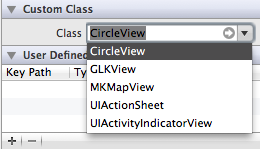 Custom Class
Class CircleView
CircleView
User Defined
GLKView
Key Path Ty
MKMapView
UIActionSheet
UIActivityIndicatorView